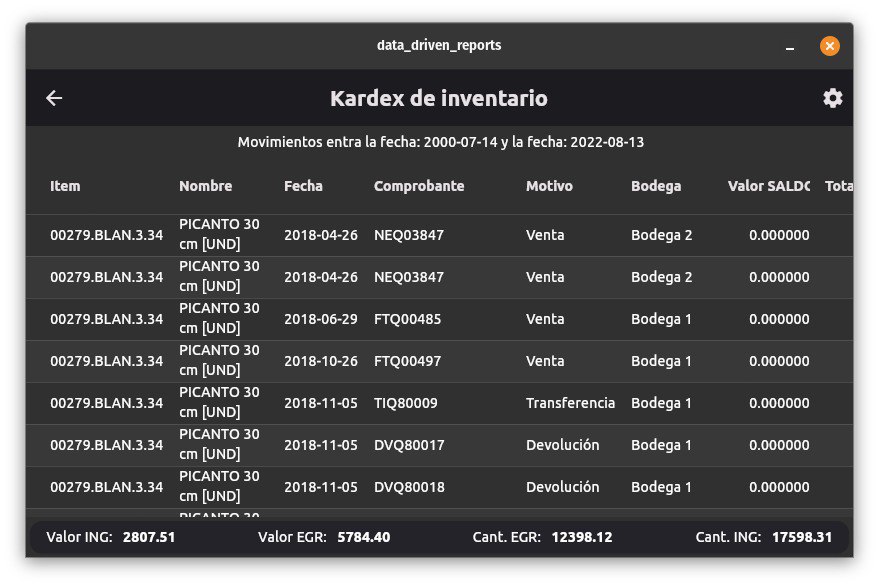 data_driven_reports
Kardex de inventario
Movimientos entra la fecha: 2000-07-14 y la fecha: 2022-08-13
Item Nombre Fecha Comprobante Motivo Bodega Valor SALDO Tota
00279.BLAN.3.34 PICANTO 30 cm [UND] 2018-04-26 NEQ03847 Venta Bodega 2 0.000000
00279.BLAN.3.34 PICANTO 30 cm [UND] 2018-04-26 NEQ03847 Venta Bodega 2 0.000000
00279.BLAN.3.34 PICANTO 30 cm [UND] 2018-06-29 FTQ00485 Venta Bodega 1 0.000000
00279.BLAN.3.34 PICANTO 30 cm [UND] 2018-10-26 FTQ00497 Venta Bodega 1 0.000000
00279.BLAN.3.34 PICANTO 30 cm [UND] 2018-11-05 TIQ80009 Transferencia Bodega 1 0.000000
00279.BLAN.3.34 PICANTO 30 cm [UND] 2018-11-05 DVQ80017 Devolución Bodega 1 0.000000
00279.BLAN.3.34 PICANTO 30 cm [UND] 2018-11-05 DVQ80018 Devolución Bodega 1 0.000000
PICANTO 30
Valor ING: 2807.51 Valor EGR: 5784.40 Cant. EGR: 12398.12 Cant. ING: 17598.31